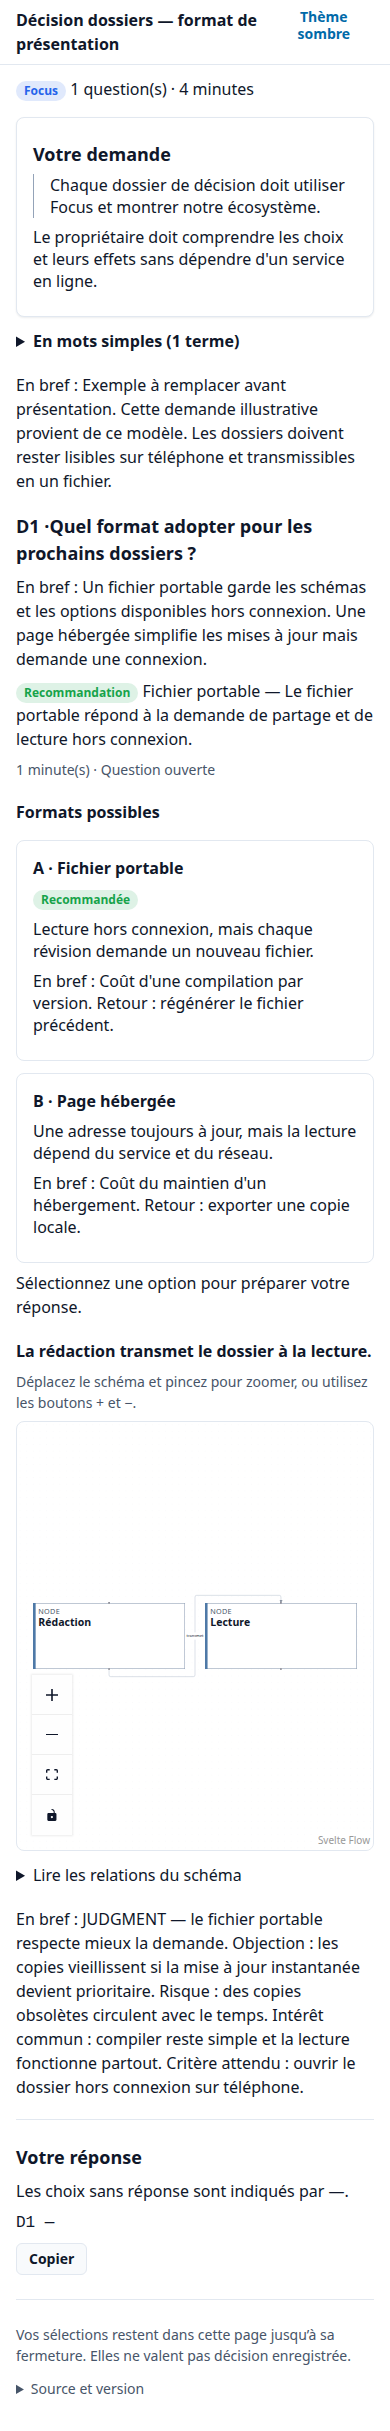 Décision dossiers — format de
présentation
Thème
sombre
Focus 1 question(s) · 4 minutes
Votre demande
Chaque dossier de décision doit utiliser
Focus et montrer notre écosystème.
Le propriétaire doit comprendre les choix
et leurs effets sans dépendre d'un service
en ligne.
En mots simples (1 terme)
En bref : Exemple à remplacer avant
présentation. Cette demande illustrative
provient de ce modèle. Les dossiers doivent
rester lisibles sur téléphone et transmissibles
en un fichier.
D1 ·Quel format adopter pour les
prochains dossiers ?
En bref : Un fichier portable garde les schémas
et les options disponibles hors connexion. Une
page hébergée simplifie les mises à jour mais
demande une connexion.
Recommandation Fichier portable — Le fichier
portable répond à la demande de partage et de
lecture hors connexion.
1 minute(s) · Question ouverte
Formats possibles
A · Fichier portable
Recommandée
Lecture hors connexion, mais chaque
révision demande un nouveau fichier.
En bref : Coût d'une compilation par
version. Retour : régénérer le fichier
précédent.
B · Page hébergée
Une adresse toujours à jour, mais la lecture
dépend du service et du réseau.
En bref : Coût du maintien d'un
hébergement. Retour : exporter une copie
locale.
Sélectionnez une option pour préparer votre
réponse.
La rédaction transmet le dossier à la lecture.
Déplacez le schéma et pincez pour zoomer, ou utilisez
les boutons + et −.
NODE
Rédaction
transmet
NODE
Lecture
Svelte Flow
Lire les relations du schéma
En bref : JUDGMENT — le fichier portable
respecte mieux la demande. Objection : les
copies vieillissent si la mise à jour instantanée
devient prioritaire. Risque : des copies
obsolètes circulent avec le temps. Intérêt
commun : compiler reste simple et la lecture
fonctionne partout. Critère attendu : ouvrir le
dossier hors connexion sur téléphone.
Votre réponse
Les choix sans réponse sont indiqués par —.
D1 —
Copier
Vos sélections restent dans cette page jusqu'à sa
fermeture. Elles ne valent pas décision enregistrée.
Source et version